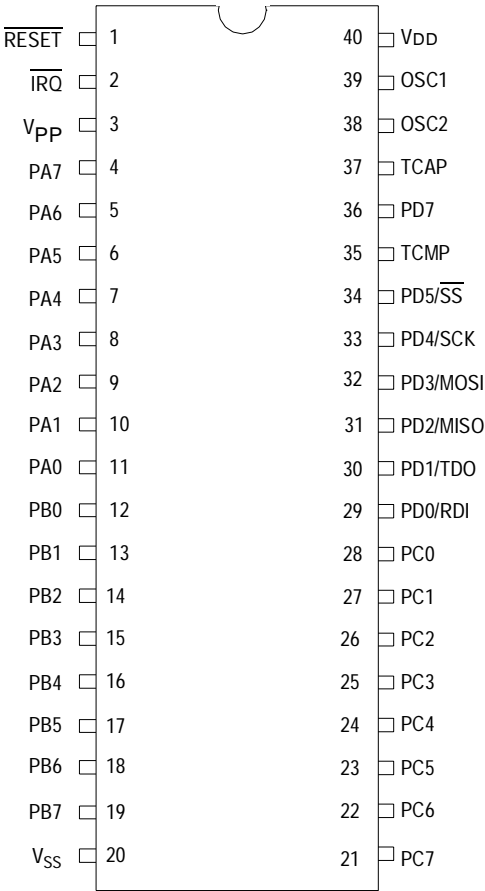 RESET 1 40 VDD
IRQ 2 39 OSC1
VPP 3 38 OSC2
PA7 4 37 TCAP
PA6 5 36 PD7
PA5 6 35 TCMP
PA4 7 34 PD5/SS
PA3 8 33 PD4/SCK
PA2 9 32 PD3/MOSI
PA1 10 31 PD2/MISO
PA0 11 30 PD1/TDO
PB0 12 29 PD0/RDI
PB1 13 28 PC0
PB2 14 27 PC1
PB3 15 26 PC2
PB4 16 25 PC3
PB5 17 24 PC4
PB6 18 23 PC5
PB7 19 22 PC6
VSS 20 21 PC7